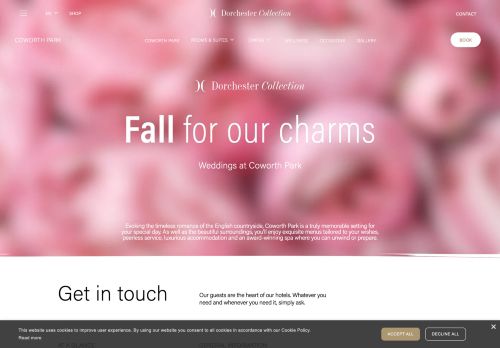 EN SHOP
Dorchester Collection
CONTACT
COWORTH PARK
COWORTH PARK ROOMS & SUITES DINING WELLNESS OCCASIONS GALLERY
BOOK
Dorchester Collection
Fall for our charms
Weddings at Coworth Park
Evoking the timeless romance of the English countryside, Coworth Park is a truly memorable setting for
your special day. As well as the beautiful surroundings, you'll enjoy exquisite menus tailored to your wishes,
peerless service, luxurious accommodation and an award-winning spa where you can unwind or prepare.
Get in touch
Our guests are the heart of our hotels. Whatever you
need and whenever you need it, simply ask.
This website uses cookies to improve user experience. By using our website you consent to all cookies in accordance with our Cookie Policy.
Read more
ACCEPT ALL
DECLINE ALL